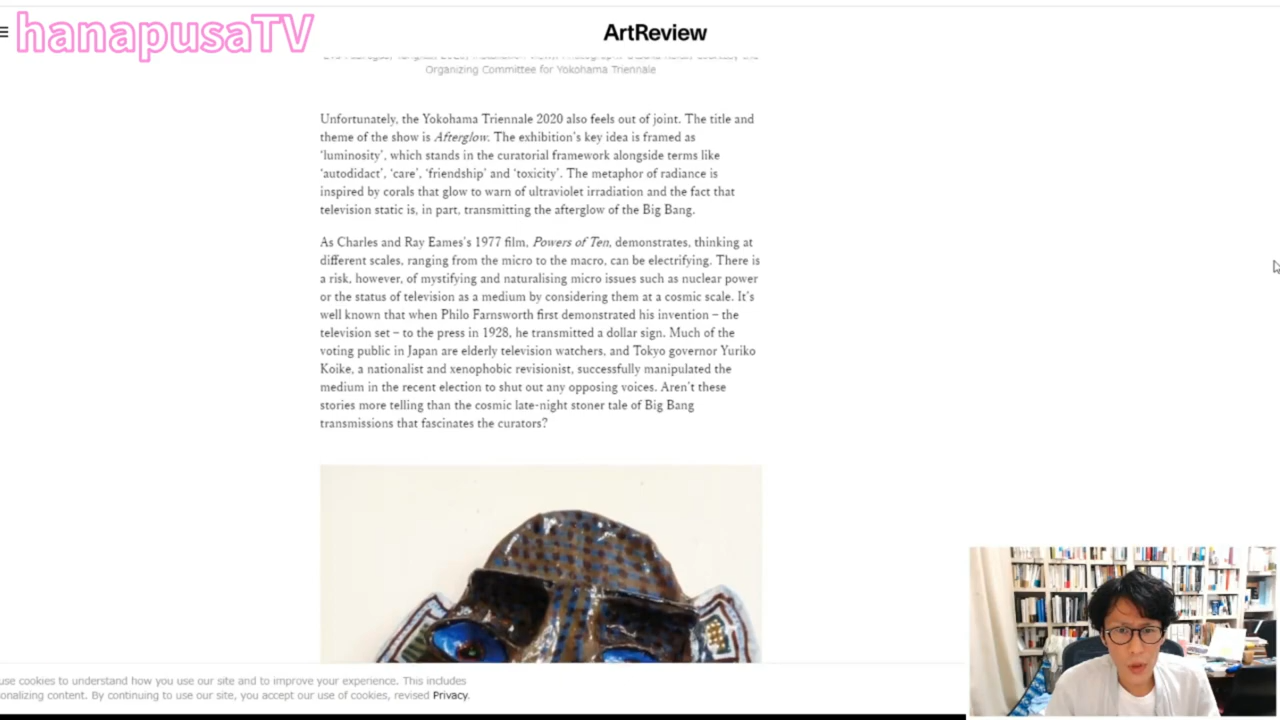 hanapusaTV
ArtReview
Organizing Committee for Yokohama Triennale
Unfortunately, the Yokohama Triennale 2020 also feels out of joint. The title and
theme of the show is Afterglow. The exhibition's key idea is framed as
‘luminosity’, which stands in the curatorial framework alongside terms like
‘autodidact’, ‘care’, ‘friendship’ and ‘toxicity’. The metaphor of radiance is
inspired by corals that glow to warn of ultraviolet irradiation and the fact that
television static is, in part, transmitting the afterglow of the Big Bang.
As Charles and Ray Eames's 1977 film, Powers of Ten, demonstrates, thinking at
different scales, ranging from the micro to the macro, can be electrifying. There is
a risk, however, of mystifying and naturalising micro issues such as nuclear power
or the status of television as a medium by considering them at a cosmic scale. It's
well known that when Philo Farnsworth first demonstrated his invention – the
television set – to the press in 1928, he transmitted a dollar sign. Much of the
voting public in Japan are elderly television watchers, and Tokyo governor Yuriko
Koike, a nationalist and xenophobic revisionist, successfully manipulated the
medium in the recent election to shut out any opposing voices. Aren't these
stories more telling than the cosmic late-night stoner tale of Big Bang
transmissions that fascinates the curators?
use cookies to understand how you use our site and to improve your experience. This includes
onalizing content. By continuing to use our site, you accept our use of cookies, revised Privacy.